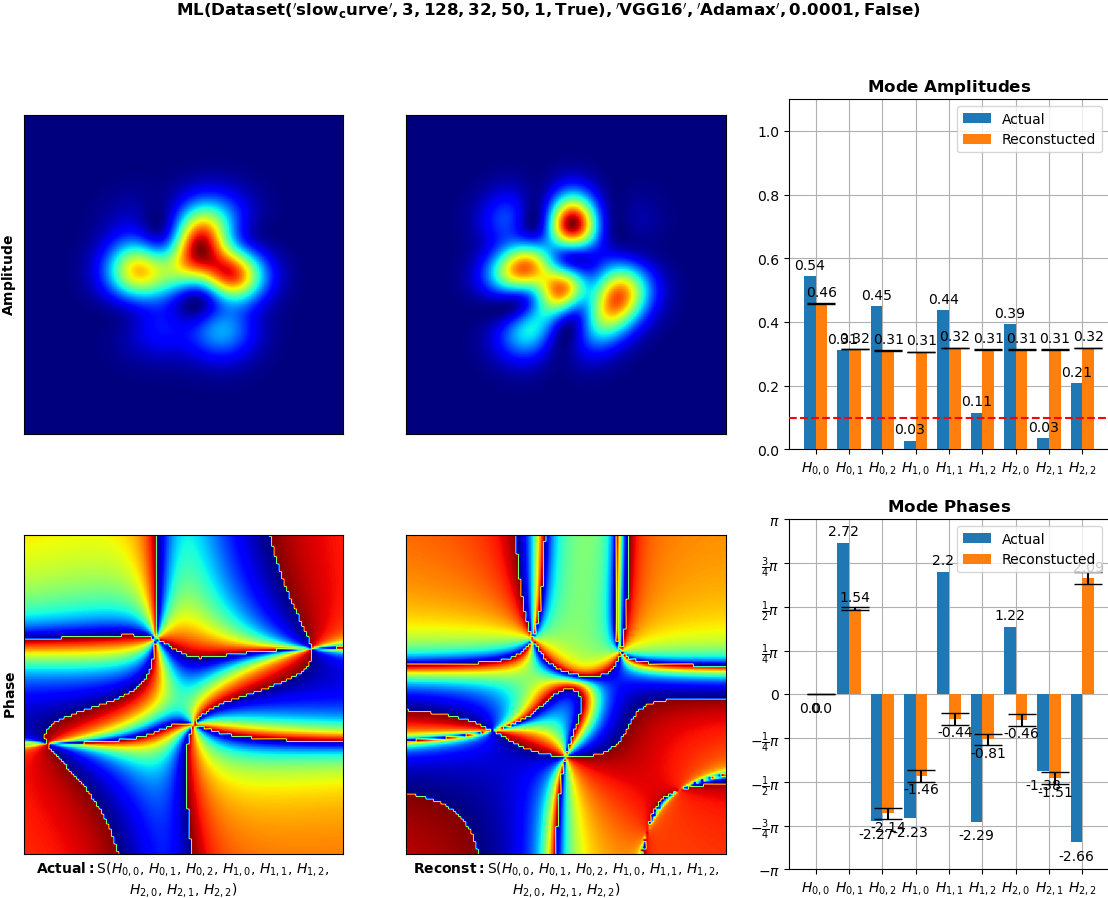 ML(Dataset('slow_curve', 3, 128, 32, 50, 1, True), 'VGG16', 'Adamax', 0.0001, False)
Amplitude
Mode Amplitudes
Actual
Reconstucted
1.0
0.8
0.6
0.4
0.2
0.0
0.54
0.46
0.31
0.32
0.45
0.31
0.03
0.31
0.44
0.32
0.11
0.31
0.39
0.31
0.03
0.31
0.21
0.32
H0,0 H0,1 H0,2 H1,0 H1,1 H1,2 H2,0 H2,1 H2,2
Phase
Mode Phases
Actual
Reconstucted
π
3/4π
1/2π
1/4π
0
−1/4π
−1/2π
−3/4π
−π
0.0
0.0
2.72
1.54
-2.27
-2.14
-2.23
-1.46
2.2
-0.44
-2.29
-0.81
1.22
-0.46
-1.38
-1.51
-2.66
H0,0 H0,1 H0,2 H1,0 H1,1 H1,2 H2,0 H2,1 H2,2
Actual: S(H0,0, H0,1, H0,2, H1,0, H1,1, H1,2,
H2,0, H2,1, H2,2)
Reconst: S(H0,0, H0,1, H0,2, H1,0, H1,1, H1,2,
H2,0, H2,1, H2,2)